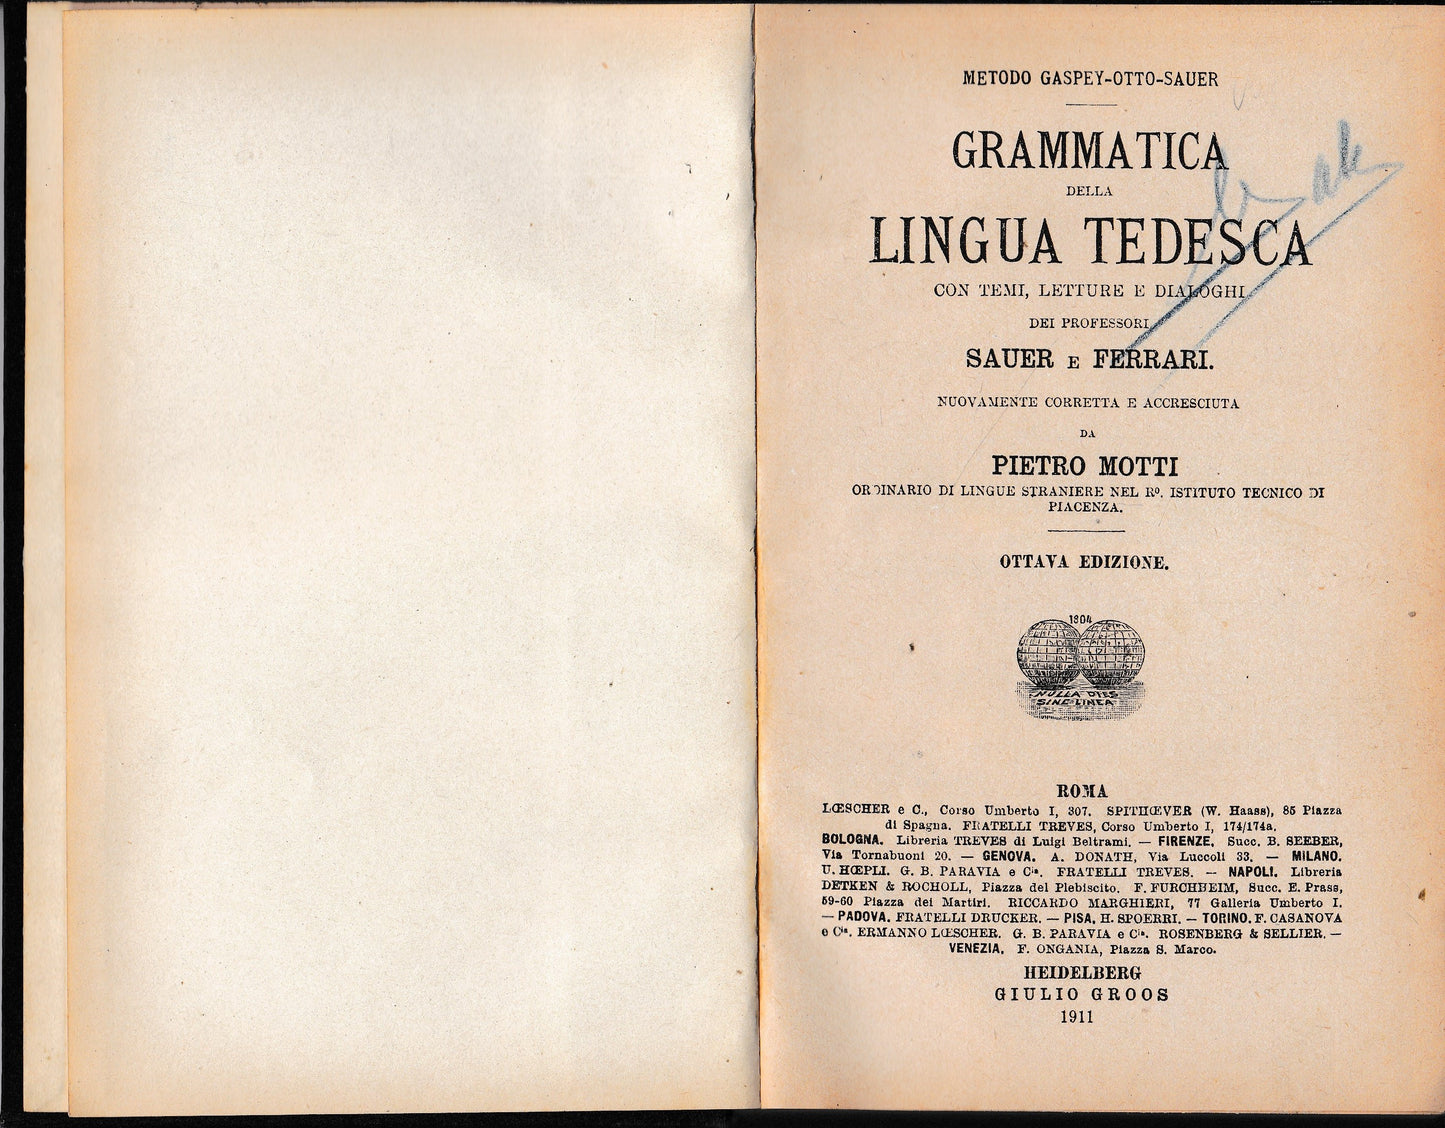 METODO GASPEY-OTTO-SAUER
GRAMMATICA
DELLA
LINGUA TEDESCA
CON TEMI, LETTURE E DIALOGHI
DEI PROFESSORI
SAUER E FERRARI.
NUOVAMENTE CORRETTA E ACCRESCIUTA
DA
PIETRO MOTTI
ORDINARIO DI LINGUE STRANIERE NEL Rº. ISTITUTO TECNICO DI
PIACENZA.
OTTAVA EDIZIONE.
1804
NULLA DIES
SINE LINEA
ROMA
LŒSCHER e C., Corso Umberto I, 307. SPITHŒVER (W. Haass), 85 Piazza
di Spagna. FRATELLI TREVES, Corso Umberto I, 174/174a.
BOLOGNA. Libreria TREVES di Luigi Beltrami. — FIRENZE. Succ. B. SEEBER,
Via Tornabuoni 20. — GENOVA. A. DONATH, Via Luccoli 33. — MILANO.
U. HŒPLI. G. B. PARAVIA e Cia. FRATELLI TREVES. — NAPOLI. Libreria
DETKEN & ROCHOLL, Piazza del Plebiscito. F. FURCHHEIM, Succ. E. Prass,
59-60 Piazza dei Martiri. RICCARDO MARGHIERI, 77 Galleria Umberto I.
— PADOVA. FRATELLI DRUCKER. — PISA. H. SPOERRI. — TORINO. F. CASANOVA
e Cia. ERMANNO LŒSCHER. G. B. PARAVIA e Cia. ROSENBERG & SELLIER. —
VENEZIA. F. ONGANIA, Piazza S. Marco.
HEIDELBERG
GIULIO GROOS
1911